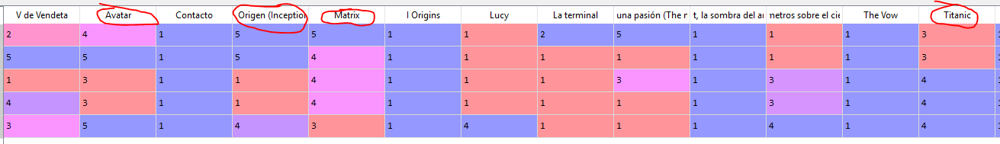 V de Vendeta Avatar Contacto Origen (Inception Matrix I Origins Lucy La terminal una pasión (The t, la sombra del metros sobre el cie The Vow Titanic
2 4 1 5 5 1 1 2 5 1 1 1 3
5 5 1 5 4 1 1 1 1 1 1 1 3
1 3 1 1 4 1 1 1 3 1 3 1 4
4 3 1 1 4 1 1 1 1 1 3 1 4
3 5 1 4 3 1 4 1 1 1 4 1 4